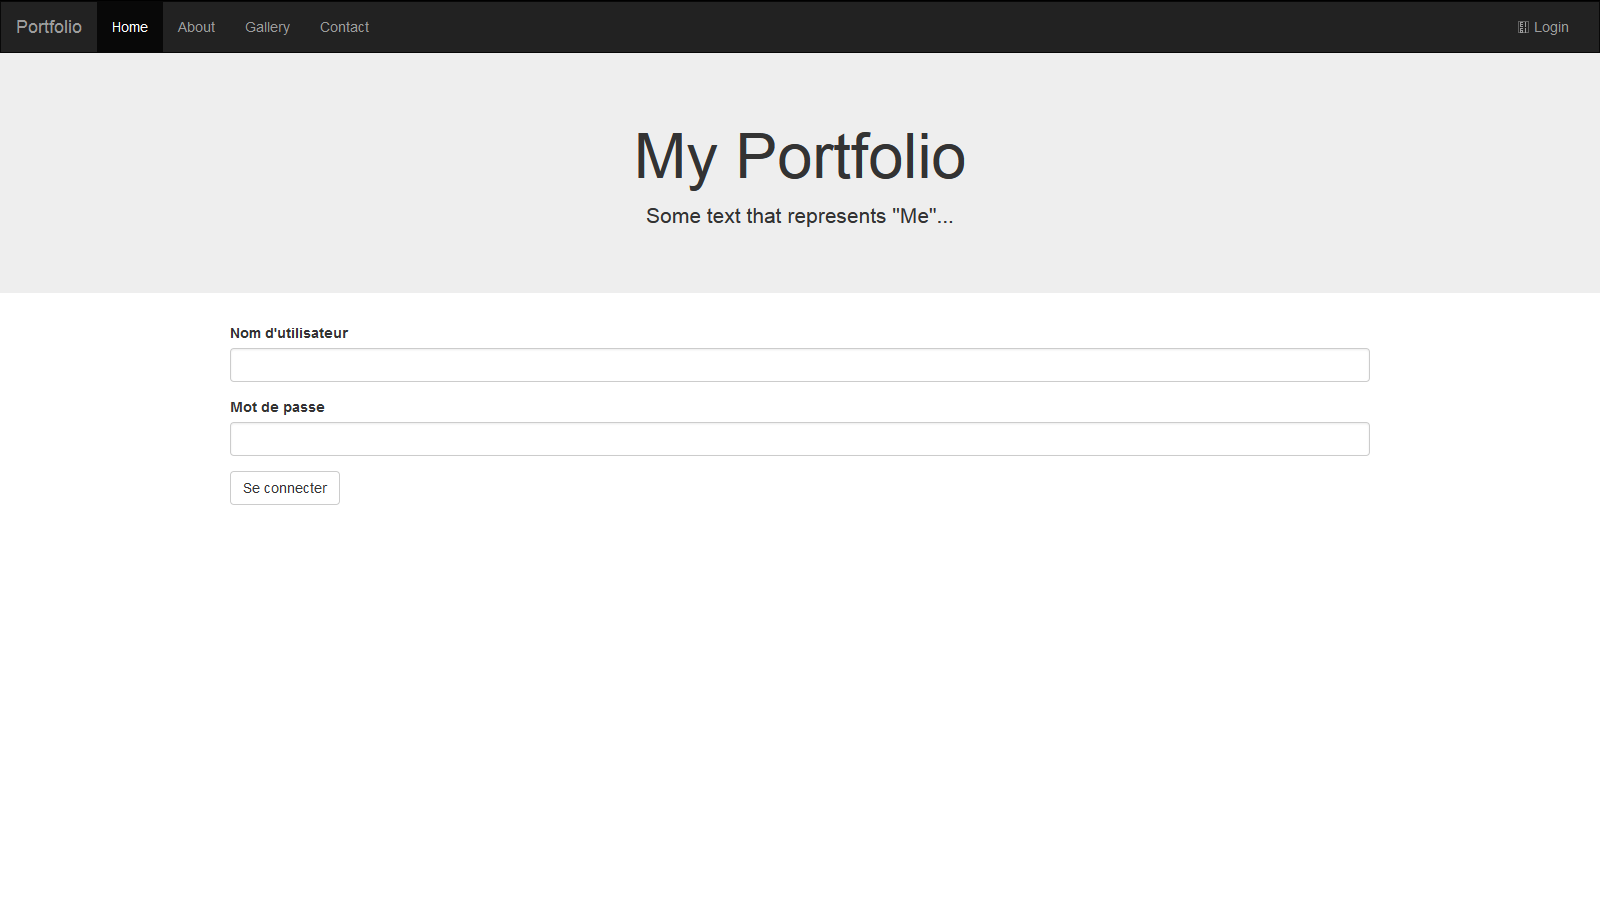 Portfolio Home About Gallery Contact Login
My Portfolio
Some text that represents "Me"...
Nom d'utilisateur
Mot de passe
Se connecter